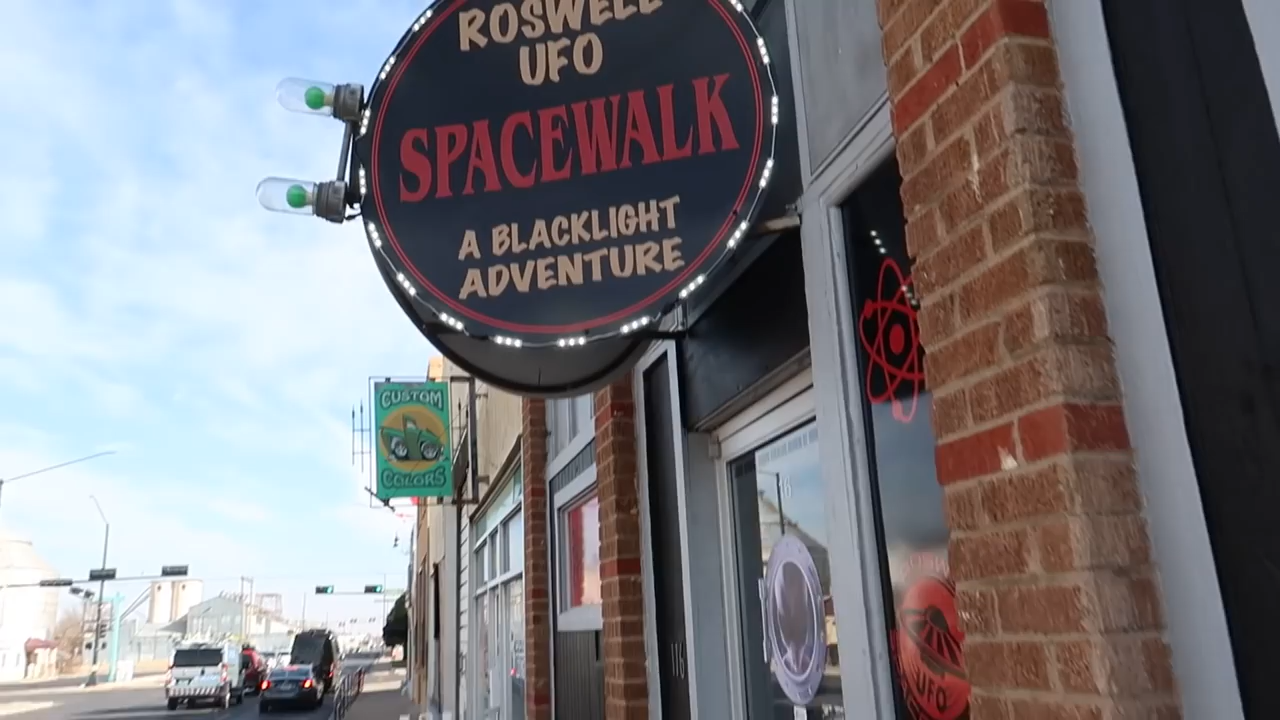 ROSWELL
UFO
SPACEWALK
A BLACKLIGHT
ADVENTURE
CUSTOM
COLORS
116
UFO